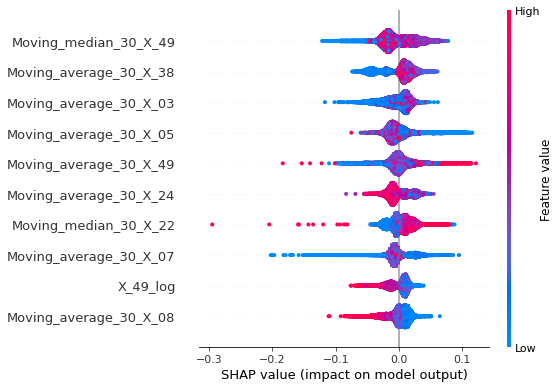 High
Moving_median_30_X_49
Moving_average_30_X_38
Moving_average_30_X_03
Moving_average_30_X_05
Moving_average_30_X_49
Moving_average_30_X_24
Moving_median_30_X_22
Moving_average_30_X_07
X_49_log
Moving_average_30_X_08
Feature value
Low
−0.3 −0.2 −0.1 0.0 0.1
SHAP value (impact on model output)